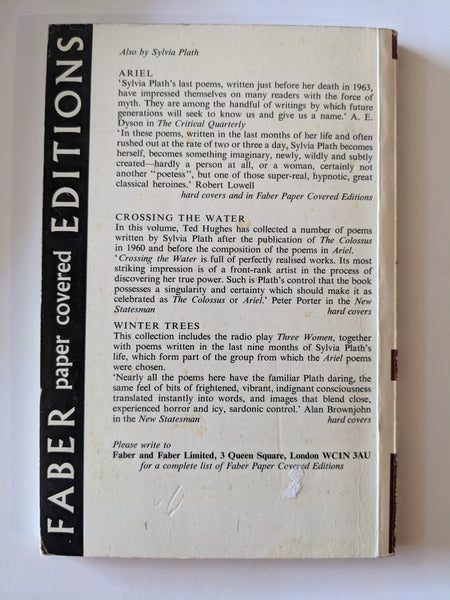 FABER paper covered EDITIONS
Also by Sylvia Plath
ARIEL
'Sylvia Plath's last poems, written just before her death in 1963,
have impressed themselves on many readers with the force of
myth. They are among the handful of writings by which future
generations will seek to know us and give us a name.' A. E.
Dyson in The Critical Quarterly
'In these poems, written in the last months of her life and often
rushed out at the rate of two or three a day, Sylvia Plath becomes
herself, becomes something imaginary, newly, wildly and subtly
created—hardly a person at all, or a woman, certainly not
another "poetess", but one of those super-real, hypnotic, great
classical heroines.' Robert Lowell
hard covers and in Faber Paper Covered Editions
CROSSING THE WATER
In this volume, Ted Hughes has collected a number of poems
written by Sylvia Plath after the publication of The Colossus
in 1960 and before the composition of the poems in Ariel.
'Crossing the Water is full of perfectly realised works. Its most
striking impression is of a front-rank artist in the process of
discovering her true power. Such is Plath's control that the book
possesses a singularity and certainty which should make it as
celebrated as The Colossus or Ariel.' Peter Porter in the New
Statesman hard covers
WINTER TREES
This collection includes the radio play Three Women, together
with poems written in the last nine months of Sylvia Plath's
life, which form part of the group from which the Ariel poems
were chosen.
'Nearly all the poems here have the familiar Plath daring, the
same feel of bits of frightened, vibrant, indignant consciousness
translated instantly into words, and images that blend close,
experienced horror and icy, sardonic control.' Alan Brownjohn
in the New Statesman hard covers
Please write to
Faber and Faber Limited, 3 Queen Square, London WC1N 3AU
for a complete list of Faber Paper Covered Editions